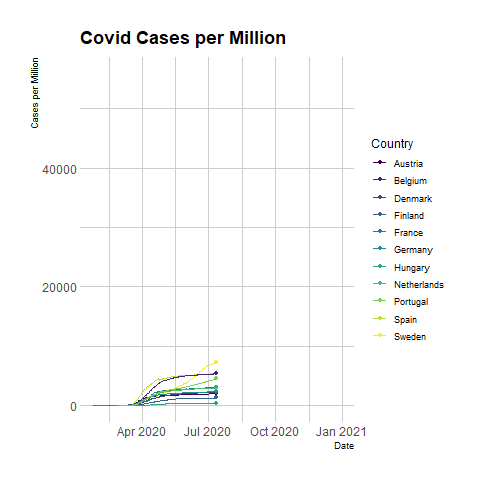 Covid Cases per Million
Cases per Million
40000
20000
0
Apr 2020 Jul 2020 Oct 2020 Jan 2021
Date
Country
Austria
Belgium
Denmark
Finland
France
Germany
Hungary
Netherlands
Portugal
Spain
Sweden